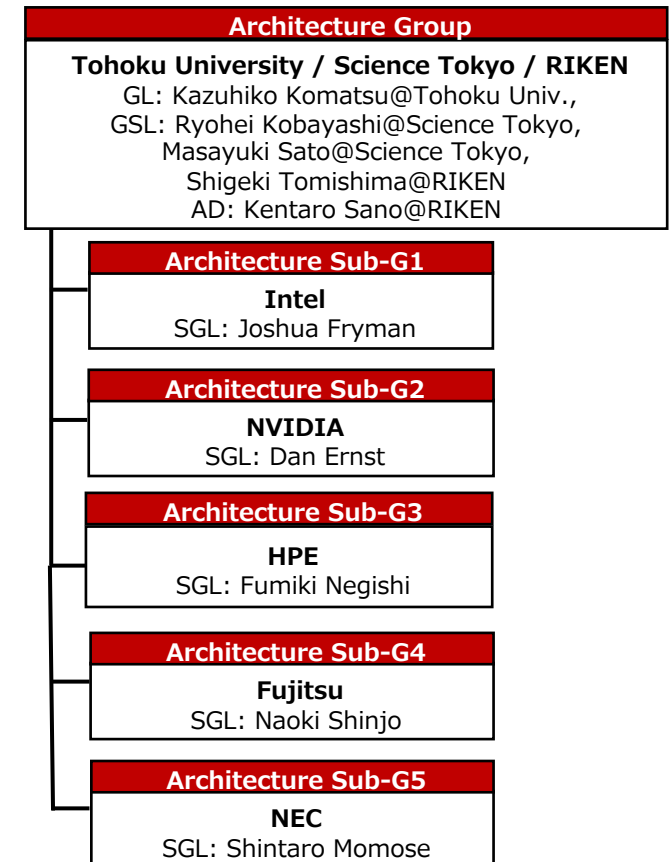 Architecture Group
Tohoku University / Science Tokyo / RIKEN
GL: Kazuhiko Komatsu@Tohoku Univ.,
GSL: Ryohei Kobayashi@Science Tokyo,
Masayuki Sato@Science Tokyo,
Shigeki Tomishima@RIKEN
AD: Kentaro Sano@RIKEN
Architecture Sub-G1
Intel
SGL: Joshua Fryman
Architecture Sub-G2
NVIDIA
SGL: Dan Ernst
Architecture Sub-G3
HPE
SGL: Fumiki Negishi
Architecture Sub-G4
Fujitsu
SGL: Naoki Shinjo
Architecture Sub-G5
NEC
SGL: Shintaro Momose